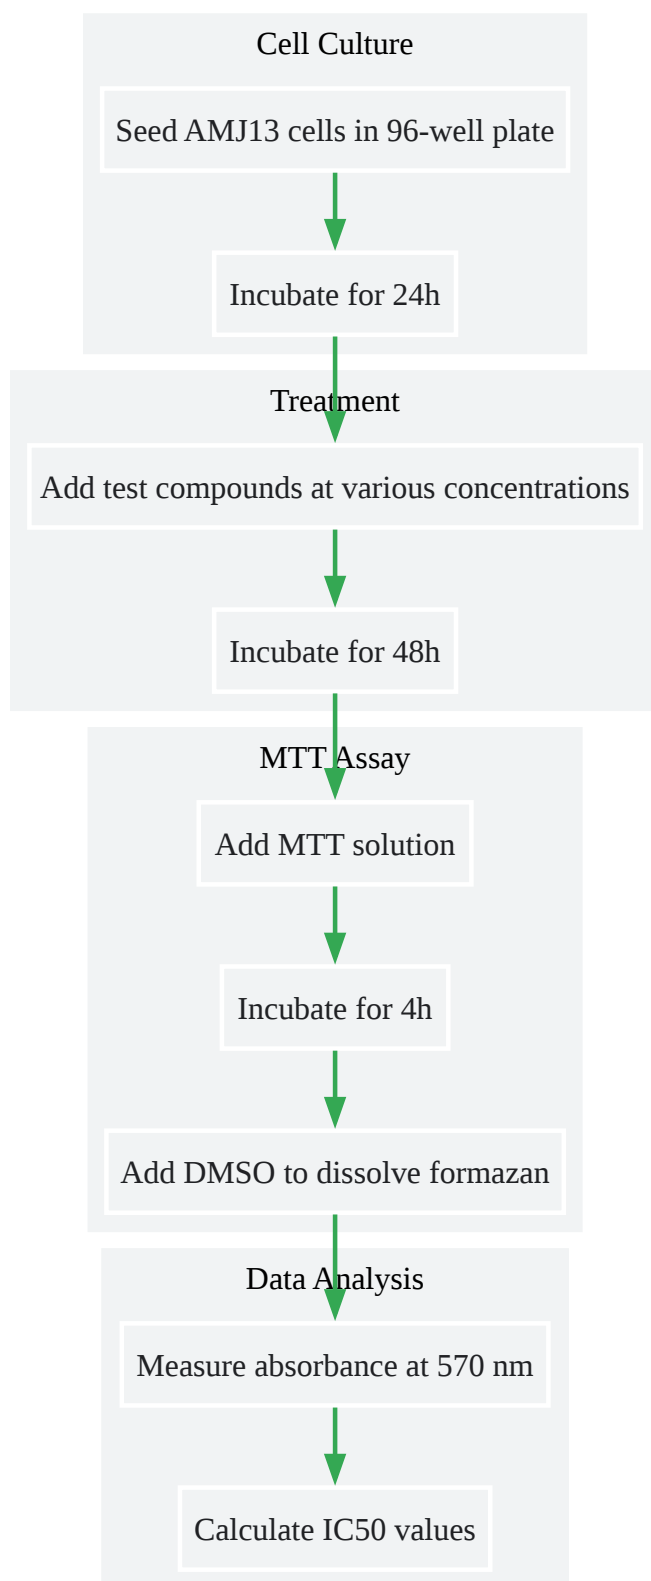 Cell Culture
Seed AMJ13 cells in 96-well plate
Incubate for 24h
Treatment
Add test compounds at various concentrations
Incubate for 48h
MTT Assay
Add MTT solution
Incubate for 4h
Add DMSO to dissolve formazan
Data Analysis
Measure absorbance at 570 nm
Calculate IC50 values